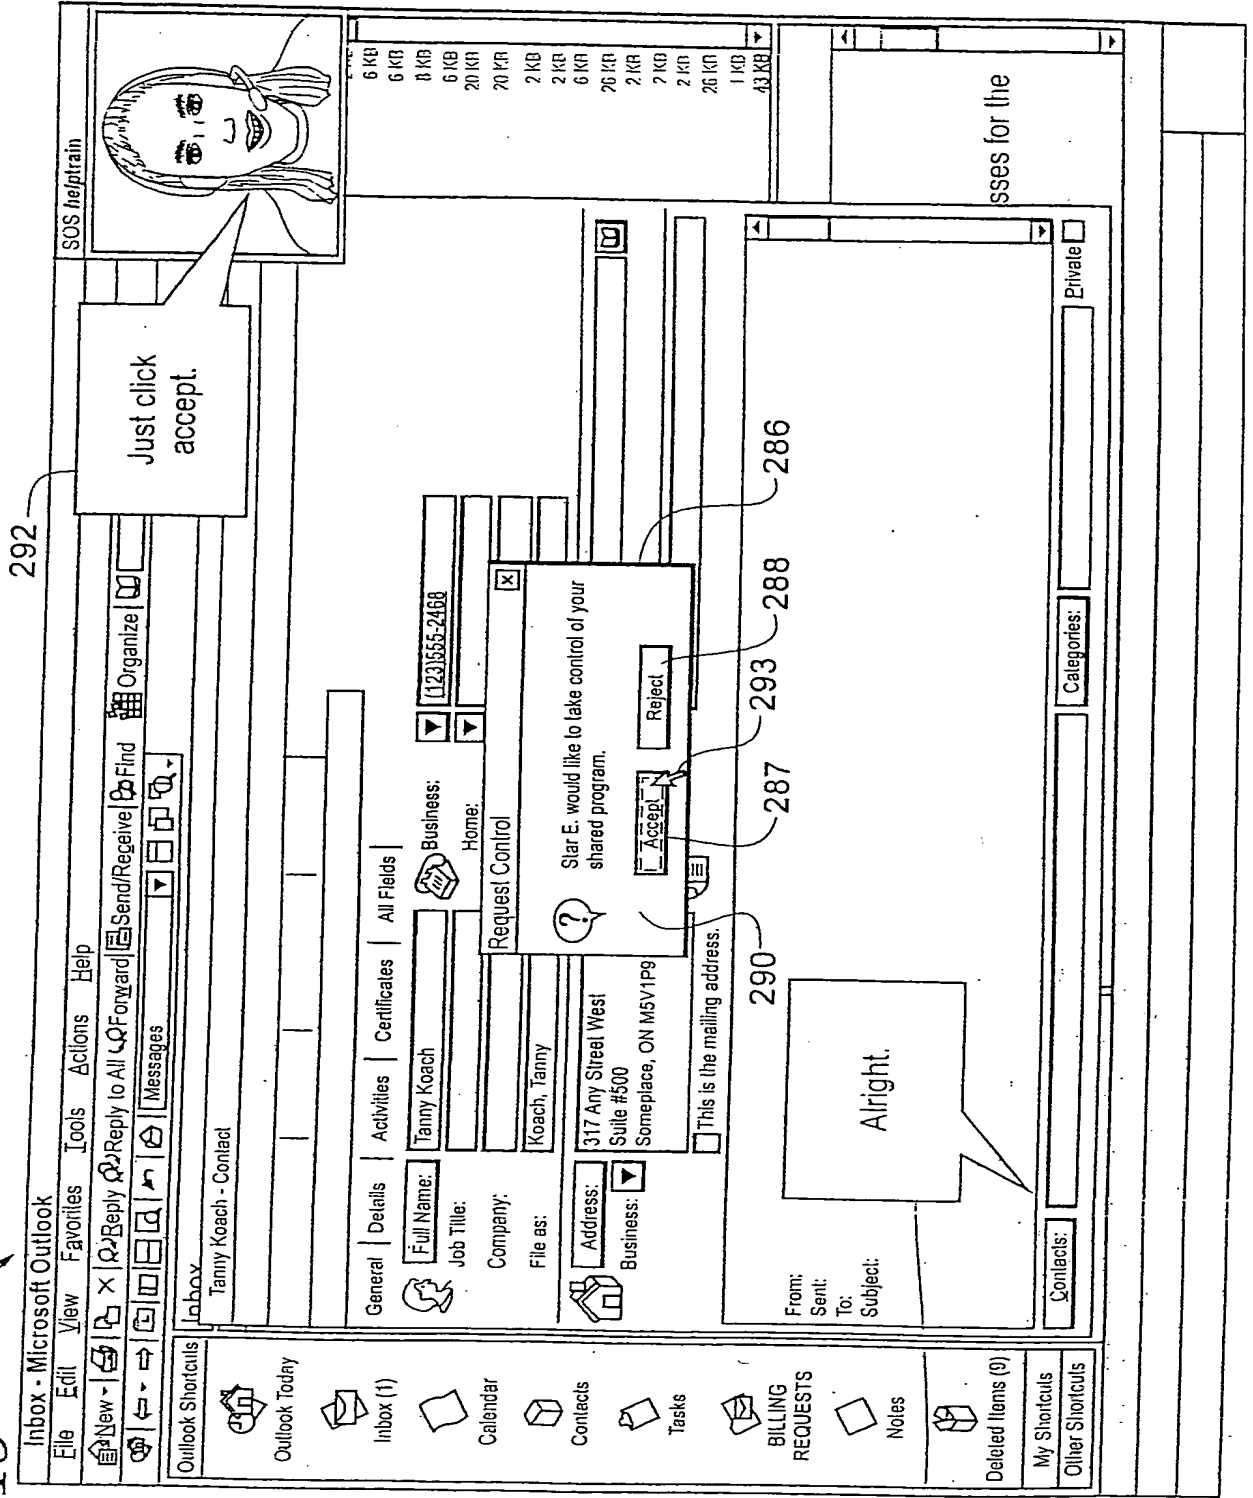 292
Inbox - Microsoft Outlook
SOS helptrain
File Edit View Favorites Tools Actions Help
New Reply Reply to All Forward Send/Receive Find Organize
Messages
Just click
accept.
Outlook Shortcuts
Inbox
Tanny Koach - Contact
Outlook Today
Inbox (1)
Calendar
Contacts
Tasks
BILLING
REQUESTS
Notes
Deleted Items (9)
My Shortcuts
Other Shortcuts
General Details Activities Certificates All Fields
Full Name: Tanny Koach
Business: (123)555-2468
Job Title:
Home:
Company:
File as: Koach, Tanny
Address: 317 Any Street West
Suite #500
Someplace, ON M5V1P9
Business:
This is the mailing address.
Request Control
x
?
Star E. would like to take control of your
shared program.
Accept Reject
286
288
293
287
290
6 KB
6 KB
8 KB
6 KB
20 KB
20 KB
2 KB
2 KB
6 KB
26 KB
2 KB
2 KB
2 KB
26 KB
1 KB
43 KB
sses for the
From:
Sent:
To:
Subject:
Alright.
Contacts: Categories: Private